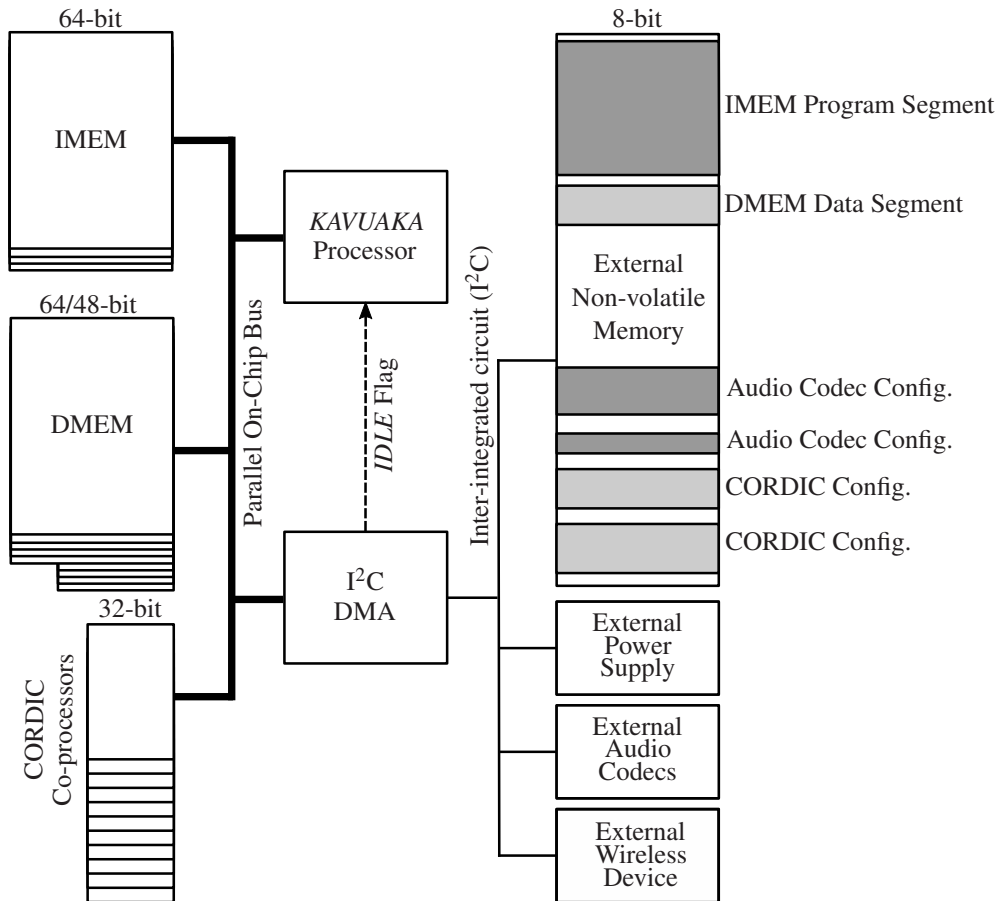 64-bit
IMEM
64/48-bit
DMEM
32-bit
CORDIC
Co-processors
Parallel On-Chip Bus
KAVUAKA
Processor
IDLE Flag
I²C
DMA
Inter-integrated circuit (I²C)
8-bit
IMEM Program Segment
DMEM Data Segment
External
Non-volatile
Memory
Audio Codec Config.
Audio Codec Config.
CORDIC Config.
CORDIC Config.
External
Power
Supply
External
Audio
Codecs
External
Wireless
Device